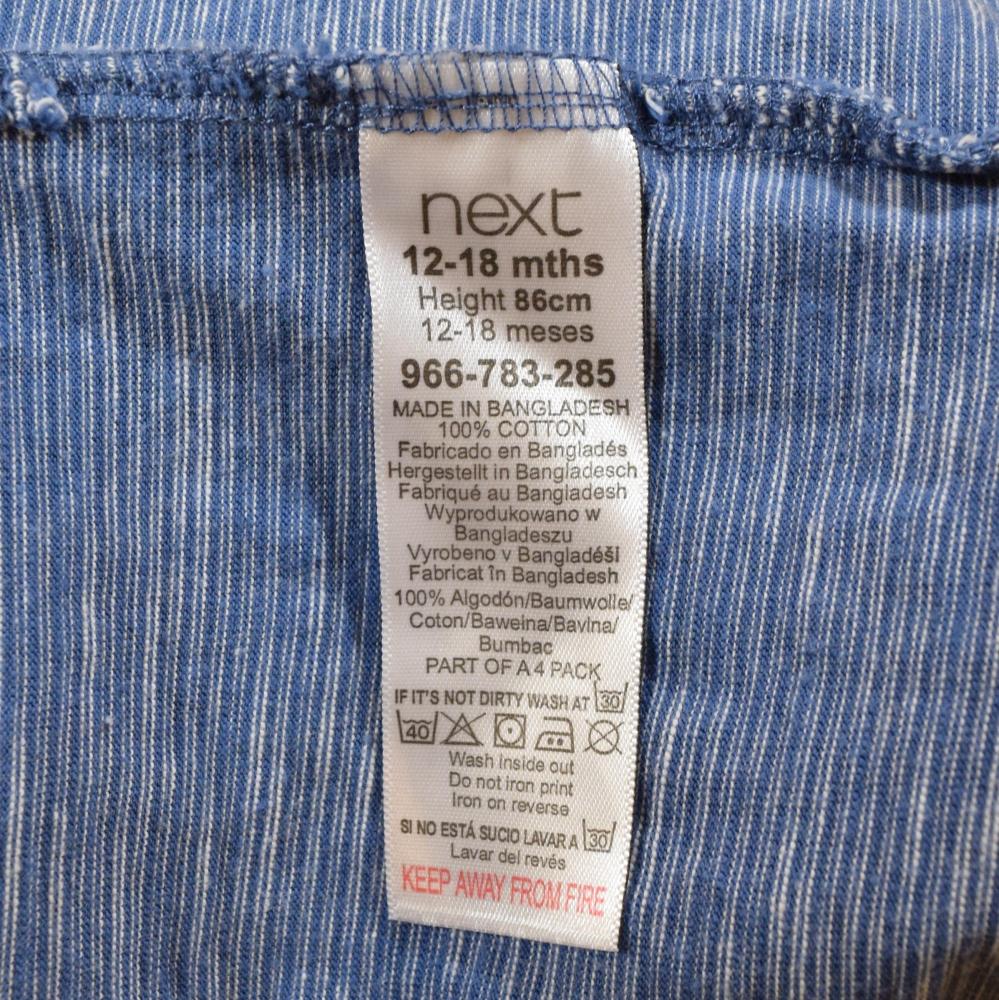 next
12-18 mths
Height 86cm
12-18 meses
966-783-285
MADE IN BANGLADESH
100% COTTON
Fabricado en Bangladés
Hergestellt in Bangladesch
Fabriqué au Bangladesh
Wyprodukowano w
Bangladeszu
Vyrobeno v Bangladéši
Fabricat în Bangladesh
100% Algodón/Baumwolle/
Coton/Bawełna/Bavlna/
Bumbac
PART OF A 4 PACK
IF IT'S NOT DIRTY WASH AT 30
40
Wash inside out
Do not iron print
Iron on reverse
SI NO ESTÁ SUCIO LAVAR A 30
Lavar del revés
KEEP AWAY FROM FIRE